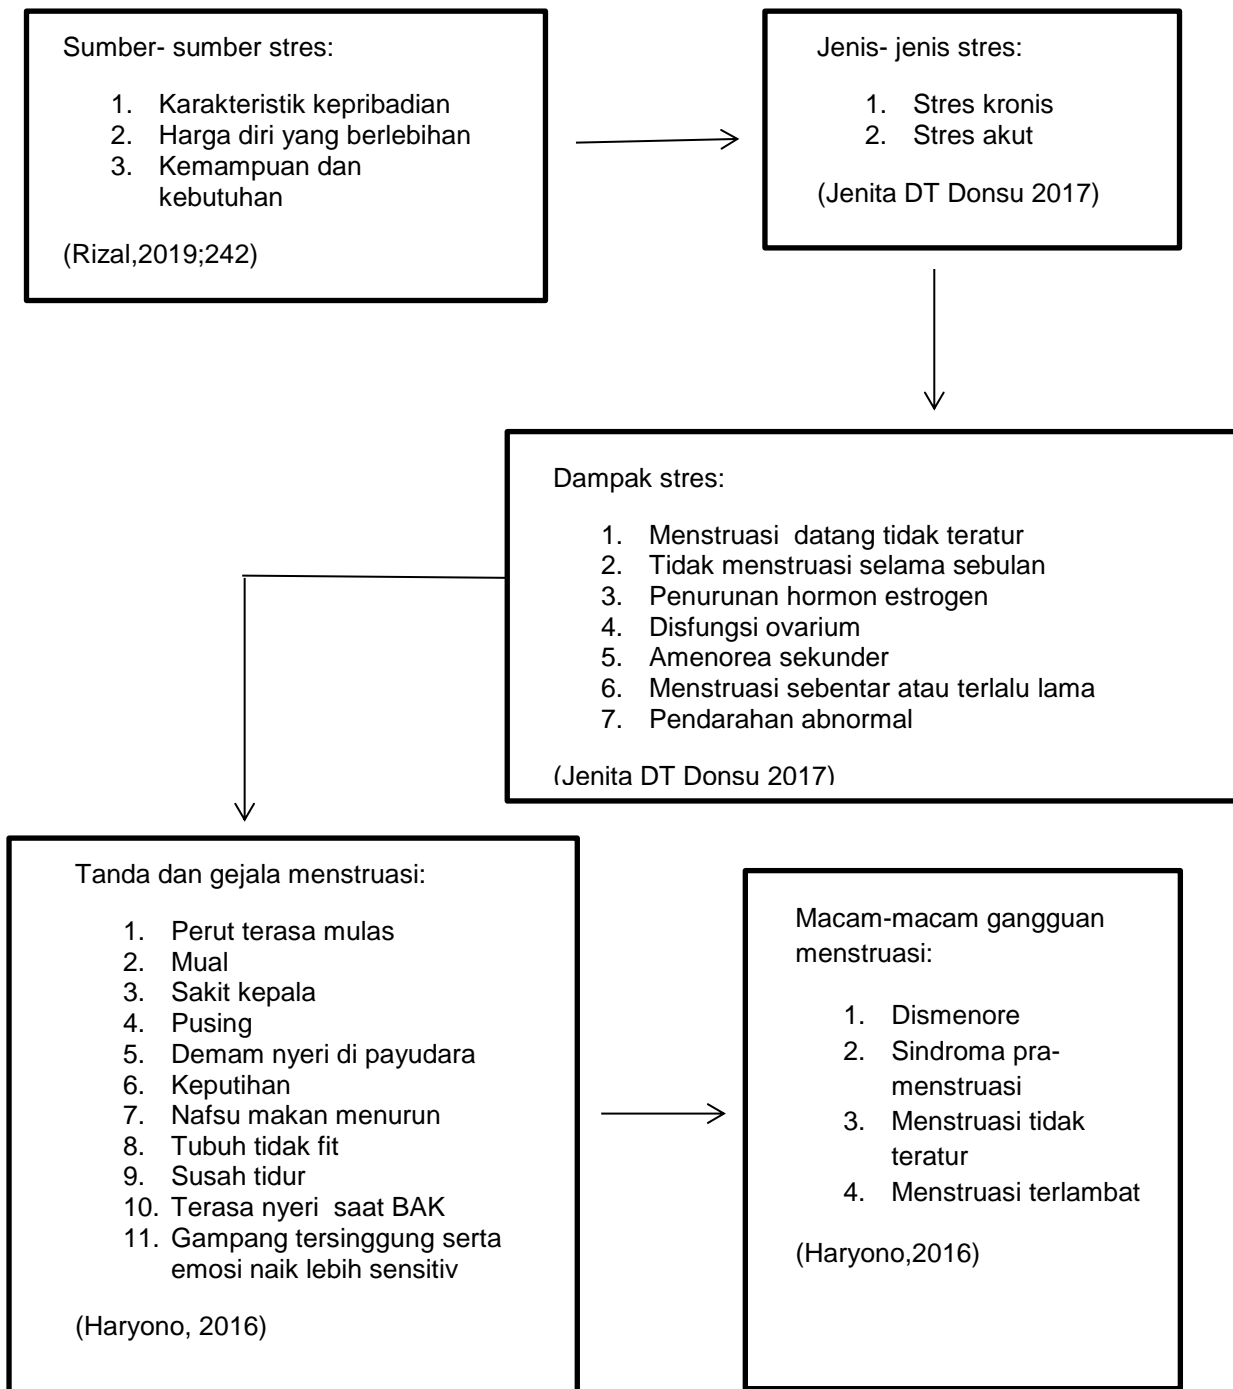 Sumber- sumber stres:
1. Karakteristik kepribadian
2. Harga diri yang berlebihan
3. Kemampuan dan
kebutuhan
(Rizal,2019;242)
Jenis- jenis stres:
1. Stres kronis
2. Stres akut
(Jenita DT Donsu 2017)
Dampak stres:
1. Menstruasi  datang tidak teratur
2. Tidak menstruasi selama sebulan
3. Penurunan hormon estrogen
4. Disfungsi ovarium
5. Amenorea sekunder
6. Menstruasi sebentar atau terlalu lama
7. Pendarahan abnormal
(Jenita DT Donsu 2017)
Tanda dan gejala menstruasi:
1. Perut terasa mulas
2. Mual
3. Sakit kepala
4. Pusing
5. Demam nyeri di payudara
6. Keputihan
7. Nafsu makan menurun
8. Tubuh tidak fit
9. Susah tidur
10. Terasa nyeri  saat BAK
11. Gampang tersinggung serta
emosi naik lebih sensitiv
(Haryono, 2016)
Macam-macam gangguan
menstruasi:
1. Dismenore
2. Sindroma pra-
menstruasi
3. Menstruasi tidak
teratur
4. Menstruasi terlambat
(Haryono,2016)